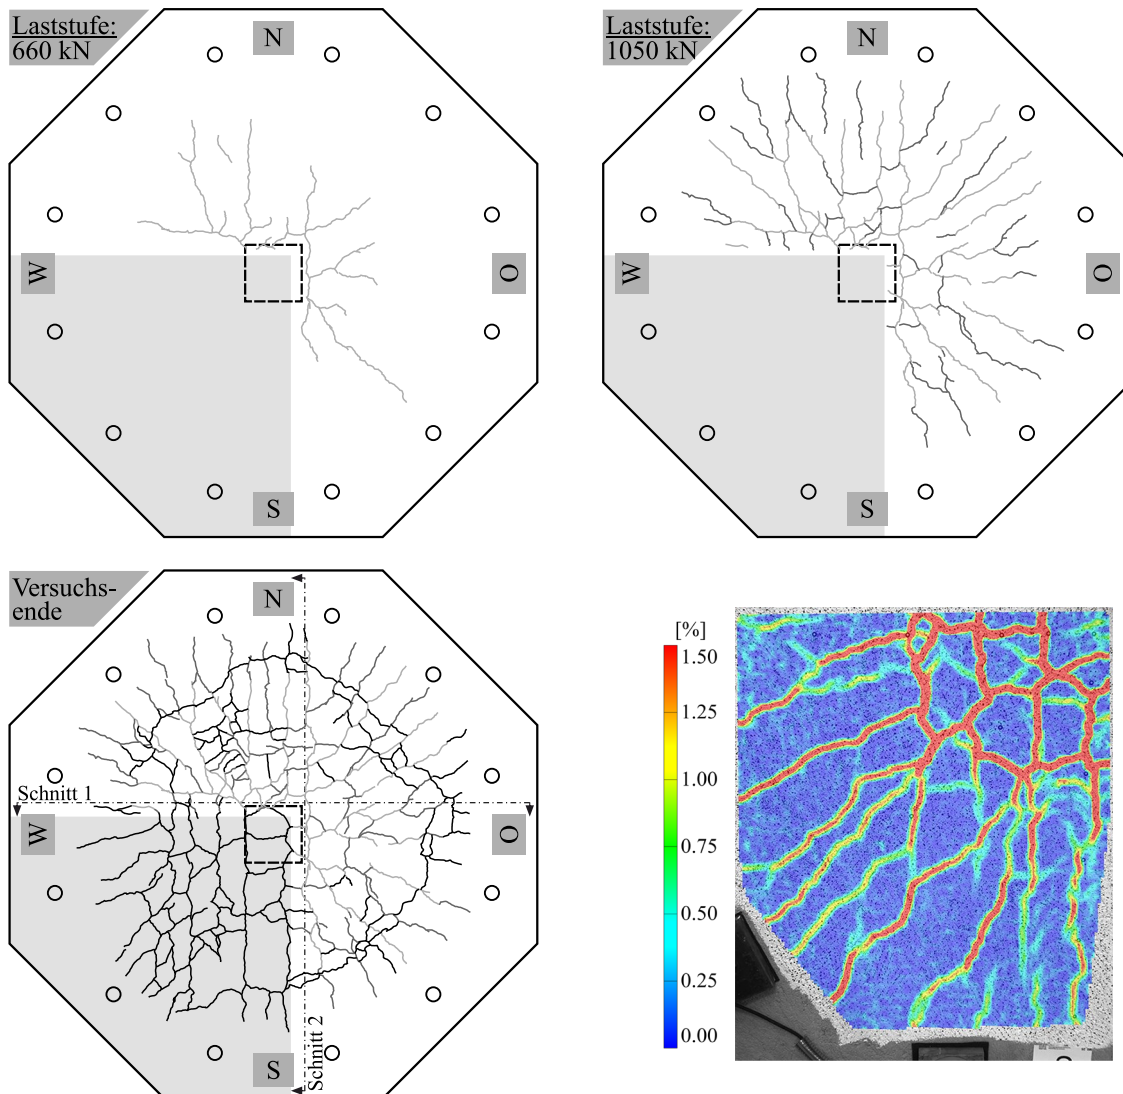 Laststufe:
660 kN
N
W
O
S
Laststufe:
1050 kN
N
W
O
S
Versuchs-
ende
N
Schnitt 1
W
O
S
Schnitt 2
[%]
1.50
1.25
1.00
0.75
0.50
0.25
0.00